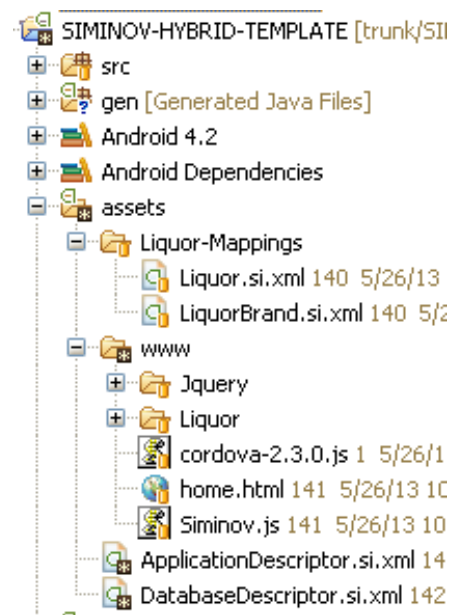 SIMINOV-HYBRID-TEMPLATE [trunk/SI
src
gen [Generated Java Files]
Android 4.2
Android Dependencies
assets
Liquor-Mappings
Liquor.si.xml 140 5/26/13
LiquorBrand.si.xml 140 5/2
www
Jquery
Liquor
cordova-2.3.0.js 1 5/26/1
home.html 141 5/26/13 10
Siminov.js 141 5/26/13 10
ApplicationDescriptor.si.xml 14
DatabaseDescriptor.si.xml 142